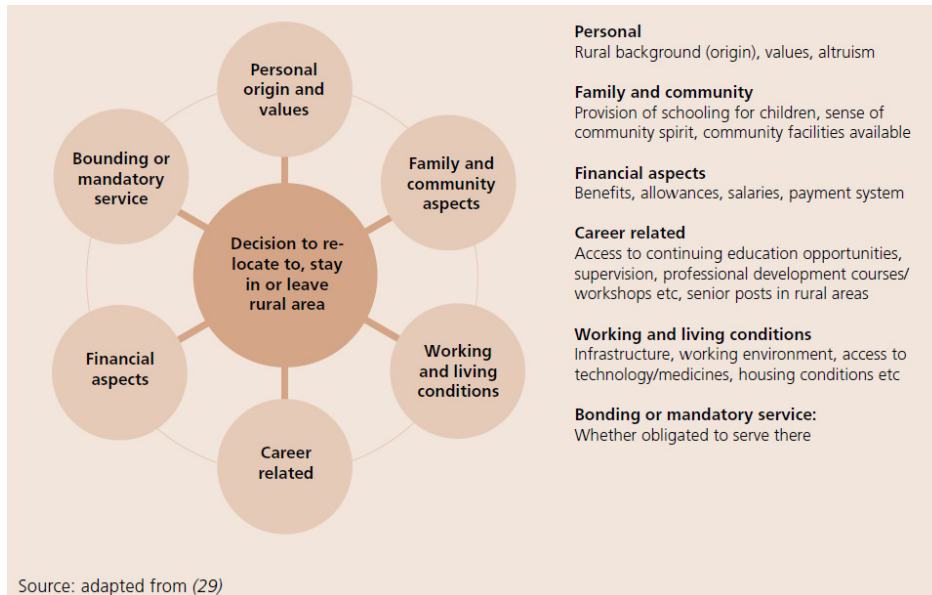 Personal
origin and
values
Bounding or
mandatory
service
Family and
community
aspects
Decision to re-
locate to, stay
in or leave
rural area
Financial
aspects
Working
and living
conditions
Career
related
Personal
Rural background (origin), values, altruism
Family and community
Provision of schooling for children, sense of
community spirit, community facilities available
Financial aspects
Benefits, allowances, salaries, payment system
Career related
Access to continuing education opportunities,
supervision, professional development courses/
workshops etc, senior posts in rural areas
Working and living conditions
Infrastructure, working environment, access to
technology/medicines, housing conditions etc
Bonding or mandatory service:
Whether obligated to serve there
Source: adapted from (29)